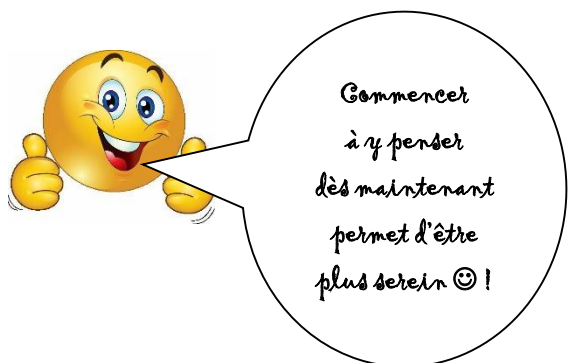 Commencer
à y penser
dès maintenant
permet d'être
plus serein ☺ !